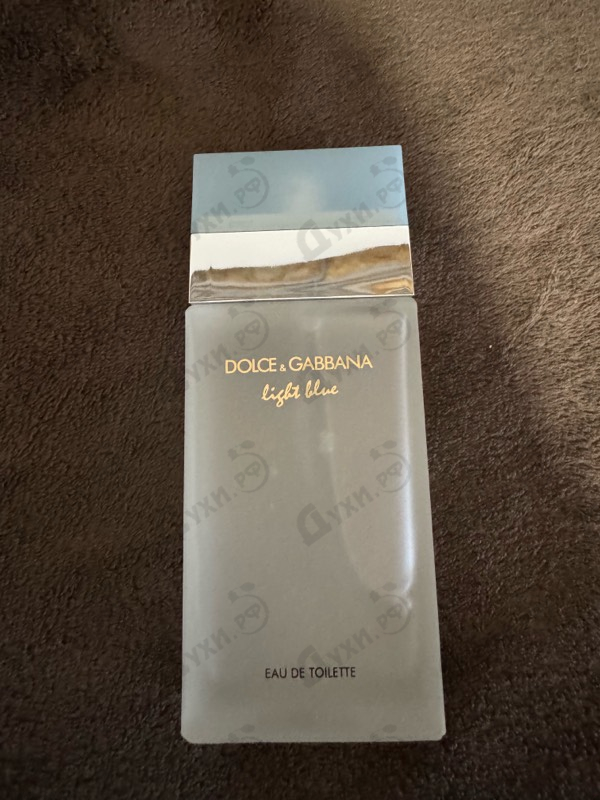 DOLCE & GABBANA
light blue
EAU DE TOILETTE
Духи.рф